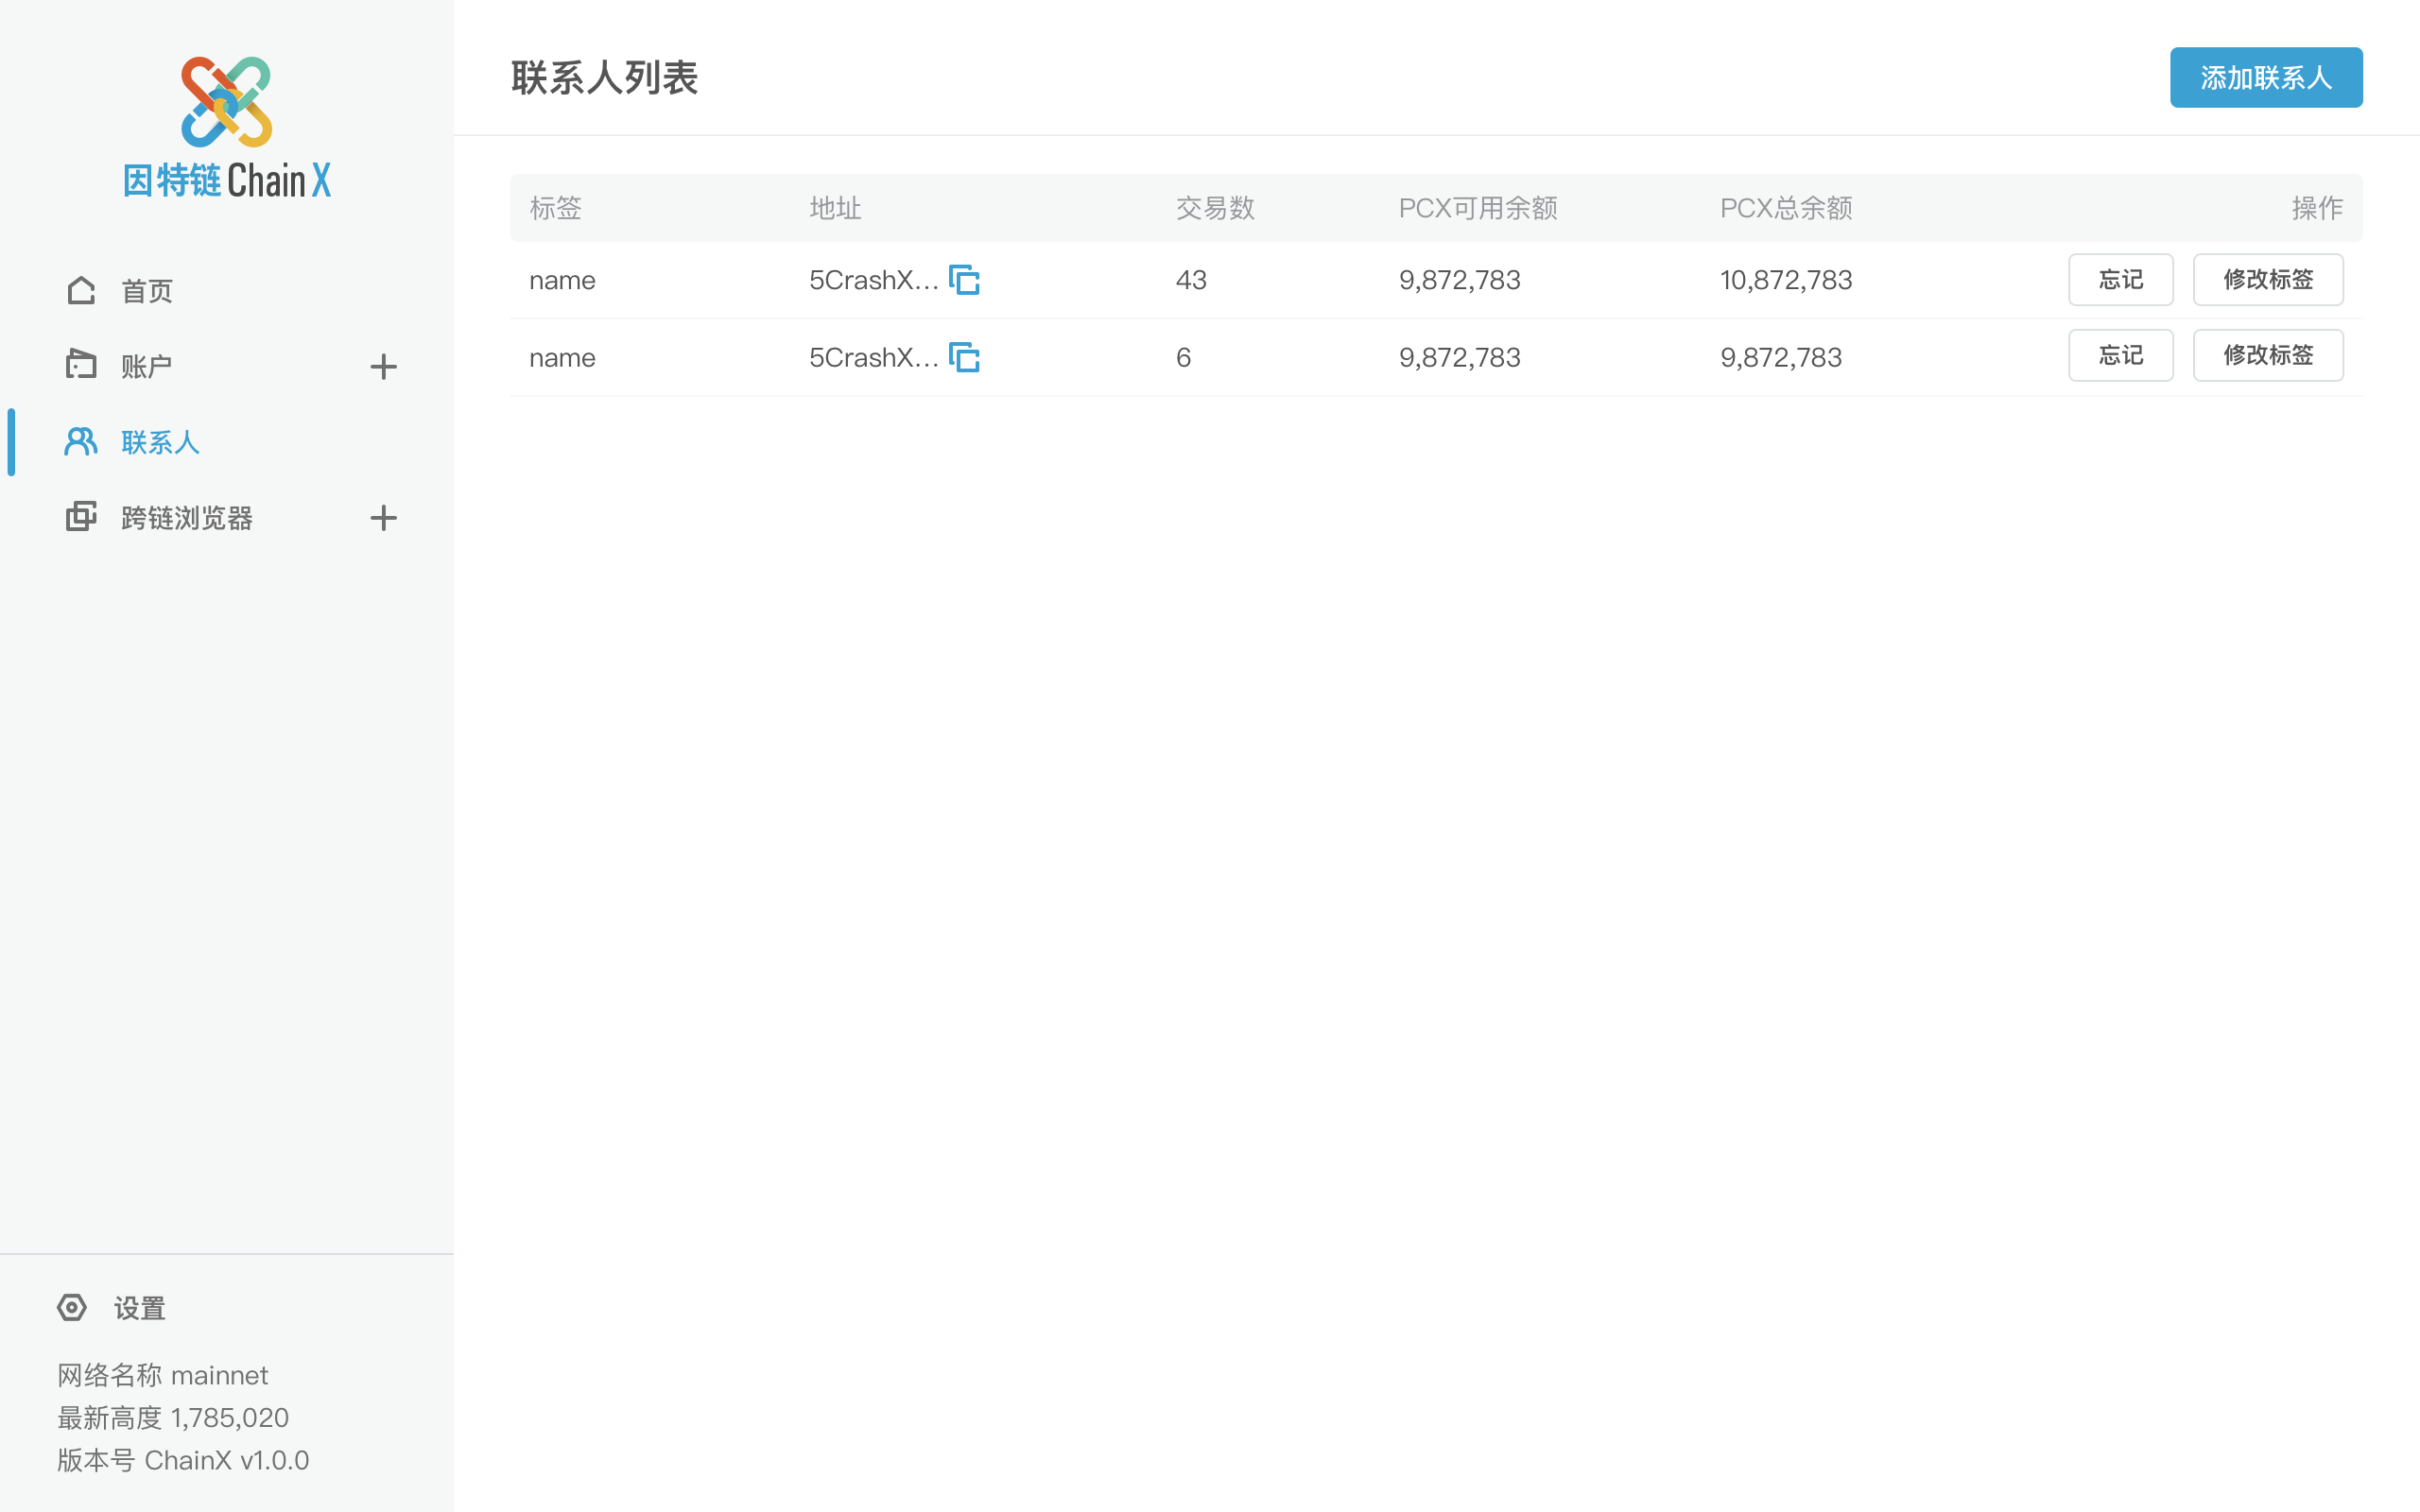 因特链 ChainX
首页
账户
联系人
跨链浏览器
设置
网络名称 mainnet
最新高度 1,785,020
版本号 ChainX v1.0.0
联系人列表
添加联系人
标签 地址 交易数 PCX可用余额 PCX总余额 操作
name 5CrashX... 43 9,872,783 10,872,783 忘记 修改标签
name 5CrashX... 6 9,872,783 9,872,783 忘记 修改标签